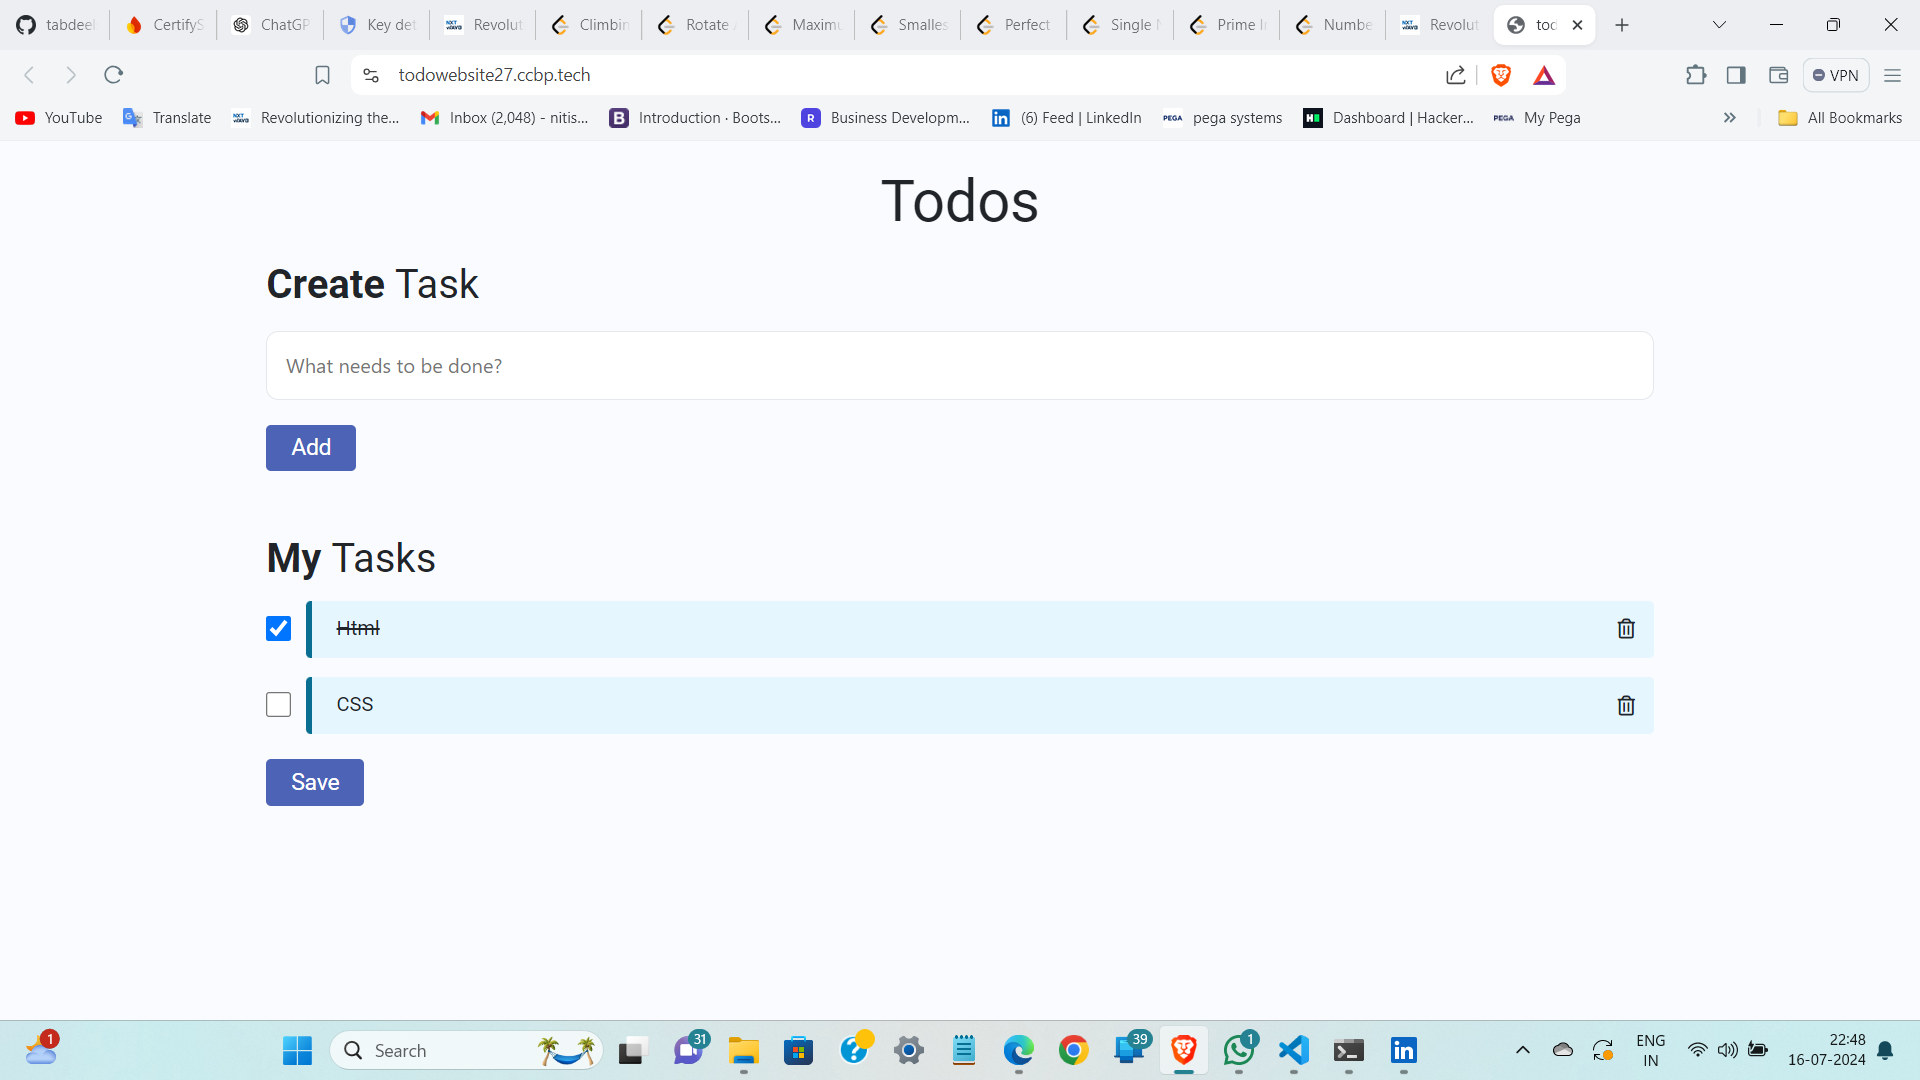 tabdeel CertifyS ChatGP Key det Revolut Climbin Rotate Maximu Smalles Perfect Single Prime In Numbe Revolut tod
todowebsite27.ccbp.tech VPN
YouTube Translate Revolutionizing the... Inbox (2,048) - nitis... Introduction · Boots... Business Developm... (6) Feed | LinkedIn pega systems Dashboard | Hacker... My Pega » All Bookmarks
Todos
Create Task
What needs to be done?
Add
My Tasks
Html
CSS
Save
1 Search 31 39 1 ENG 22:48
IN 16-07-2024